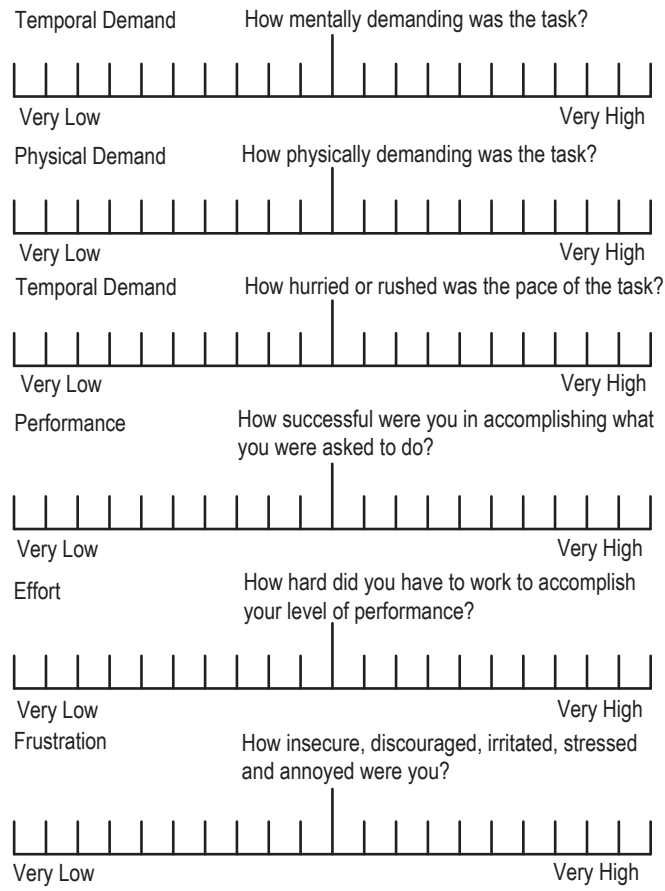 Temporal Demand How mentally demanding was the task?
Very Low Very High
Physical Demand How physically demanding was the task?
Very Low Very High
Temporal Demand How hurried or rushed was the pace of the task?
Very Low Very High
Performance How successful were you in accomplishing what
you were asked to do?
Very Low Very High
Effort How hard did you have to work to accomplish
your level of performance?
Very Low Very High
Frustration How insecure, discouraged, irritated, stressed
and annoyed were you?
Very Low Very High